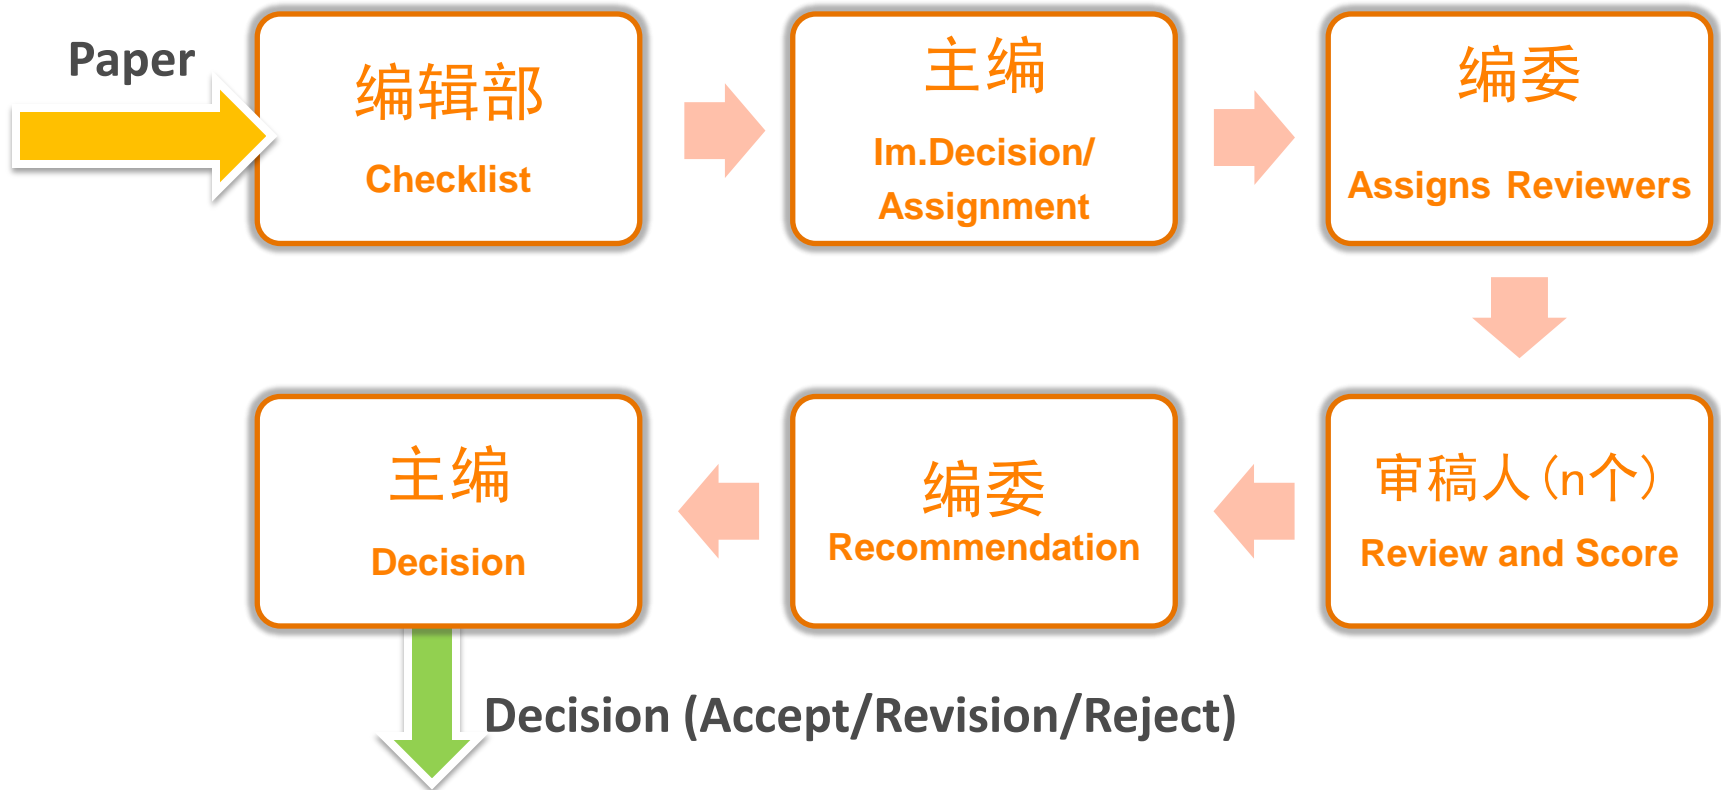 Paper
编辑部
Checklist
主编
Im.Decision/
Assignment
编委
Assigns Reviewers
审稿人(n个)
Review and Score
编委
Recommendation
主编
Decision
Decision (Accept/Revision/Reject)